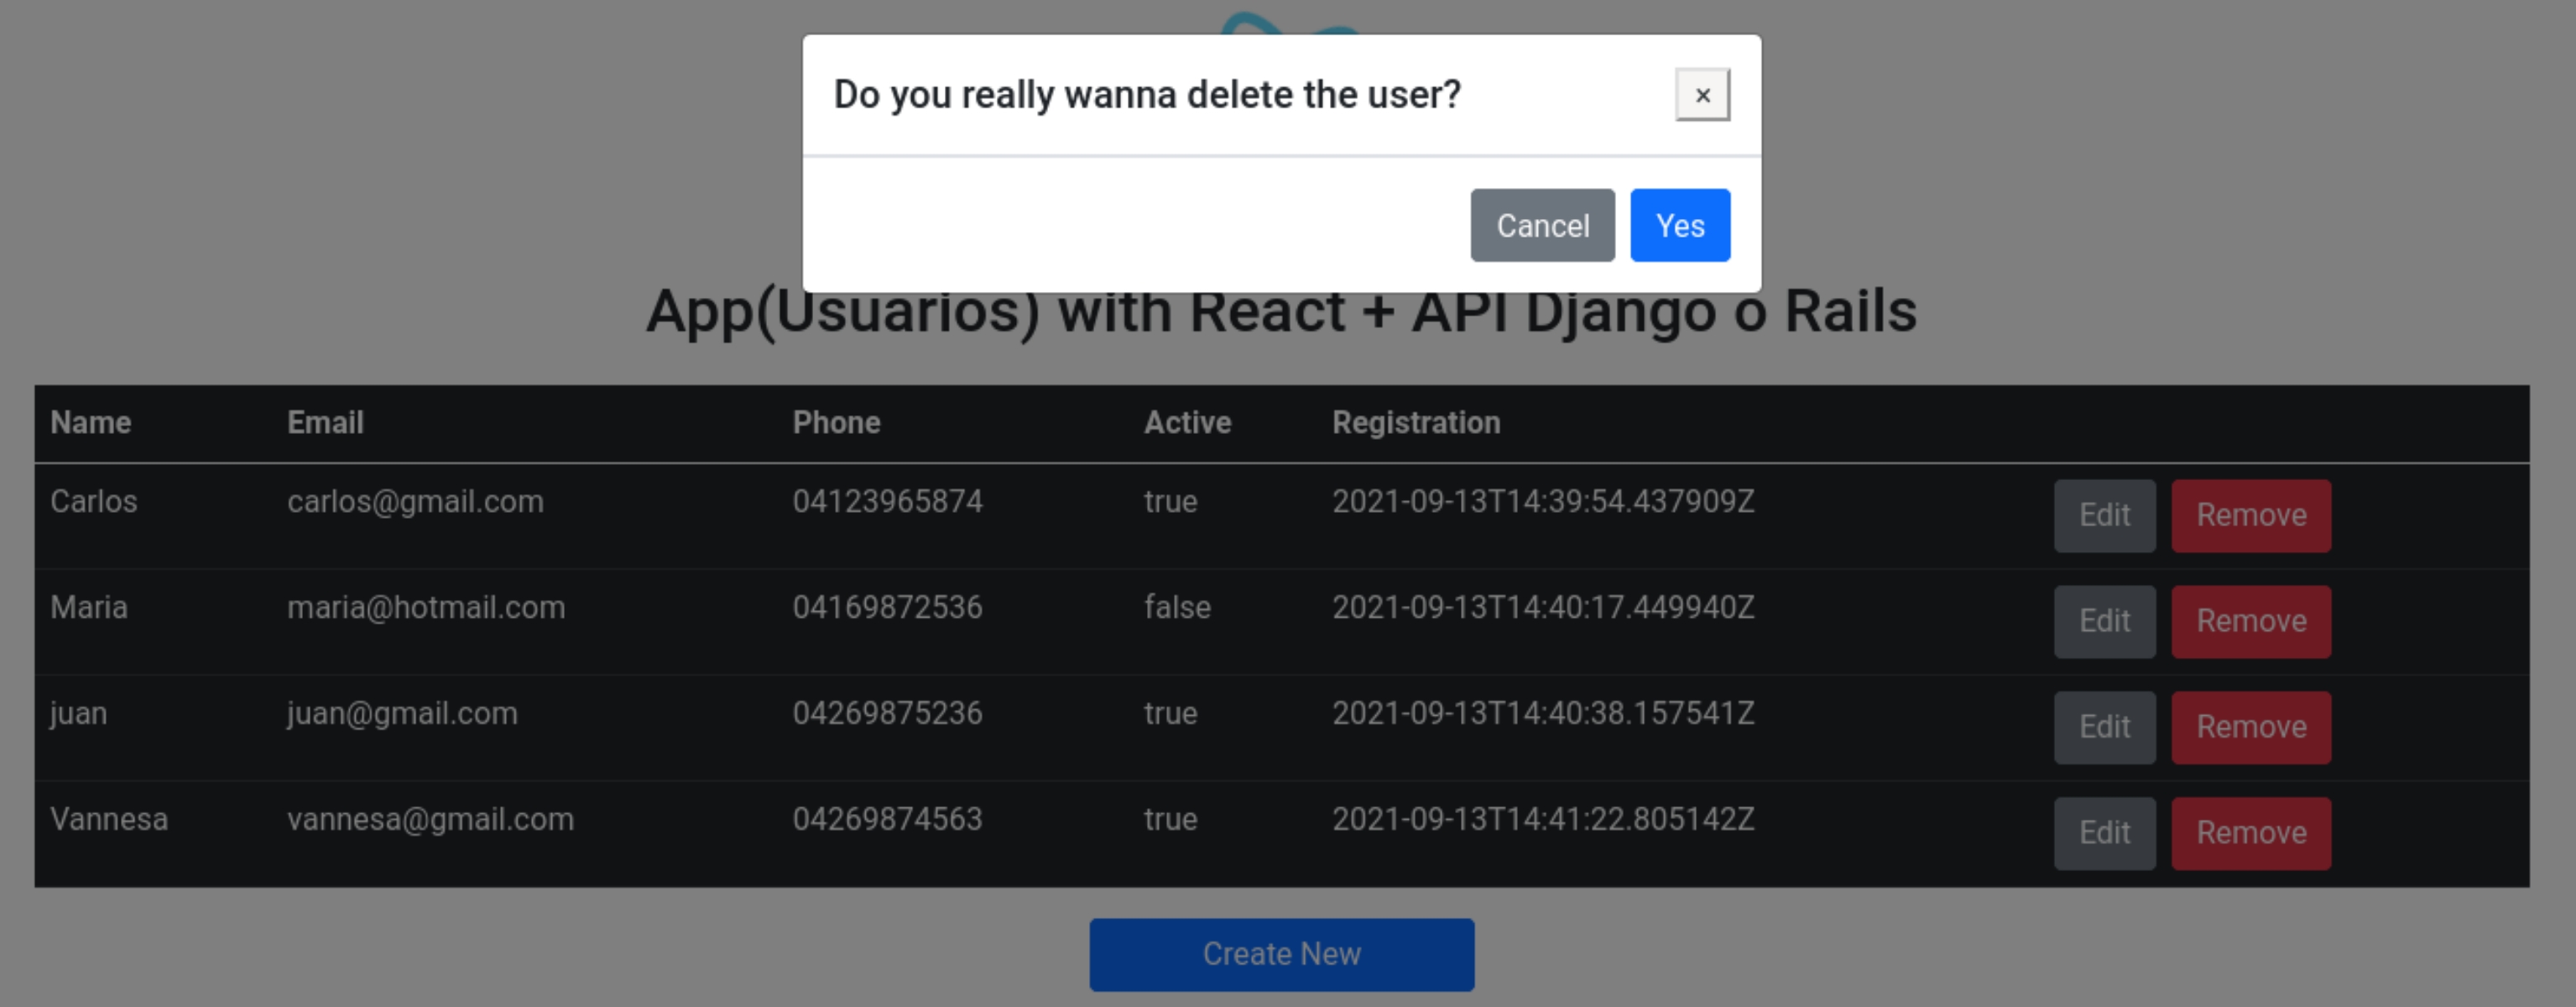 Do you really wanna delete the user? ×
Cancel Yes
App(Usuarios) with React + API Django o Rails
Name Email Phone Active Registration
Carlos carlos@gmail.com 04123965874 true 2021-09-13T14:39:54.437909Z Edit Remove
Maria maria@hotmail.com 04169872536 false 2021-09-13T14:40:17.449940Z Edit Remove
juan juan@gmail.com 04269875236 true 2021-09-13T14:40:38.157541Z Edit Remove
Vannesa vannesa@gmail.com 04269874563 true 2021-09-13T14:41:22.805142Z Edit Remove
Create New